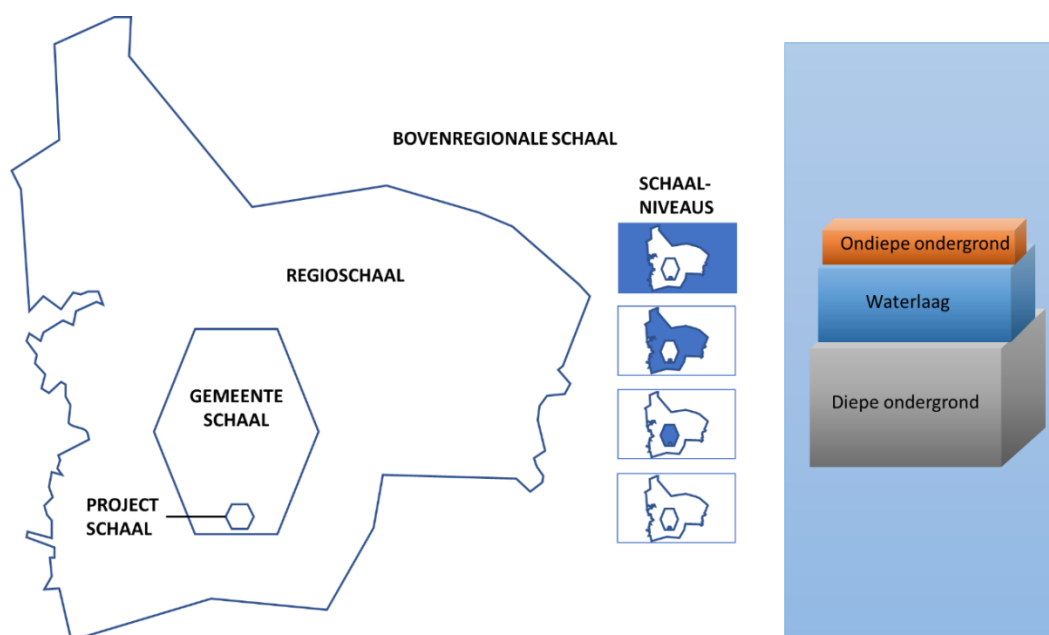 BOVENREGIONALE SCHAAL
SCHAAL-
NIVEAUS
REGIOSCHAAL
GEMEENTE
SCHAAL
PROJECT
SCHAAL
Ondiepe ondergrond
Waterlaag
Diepe ondergrond